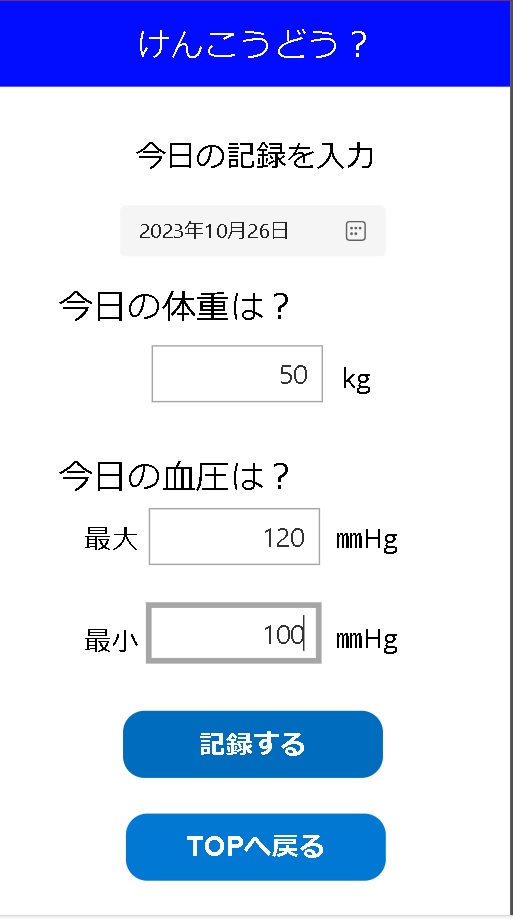 けんこうどう？
今日の記録を入力
2023年10月26日
今日の体重は？
50 kg
今日の血圧は？
最大 120 ㎜Hg
最小 100 ㎜Hg
記録する
TOPへ戻る